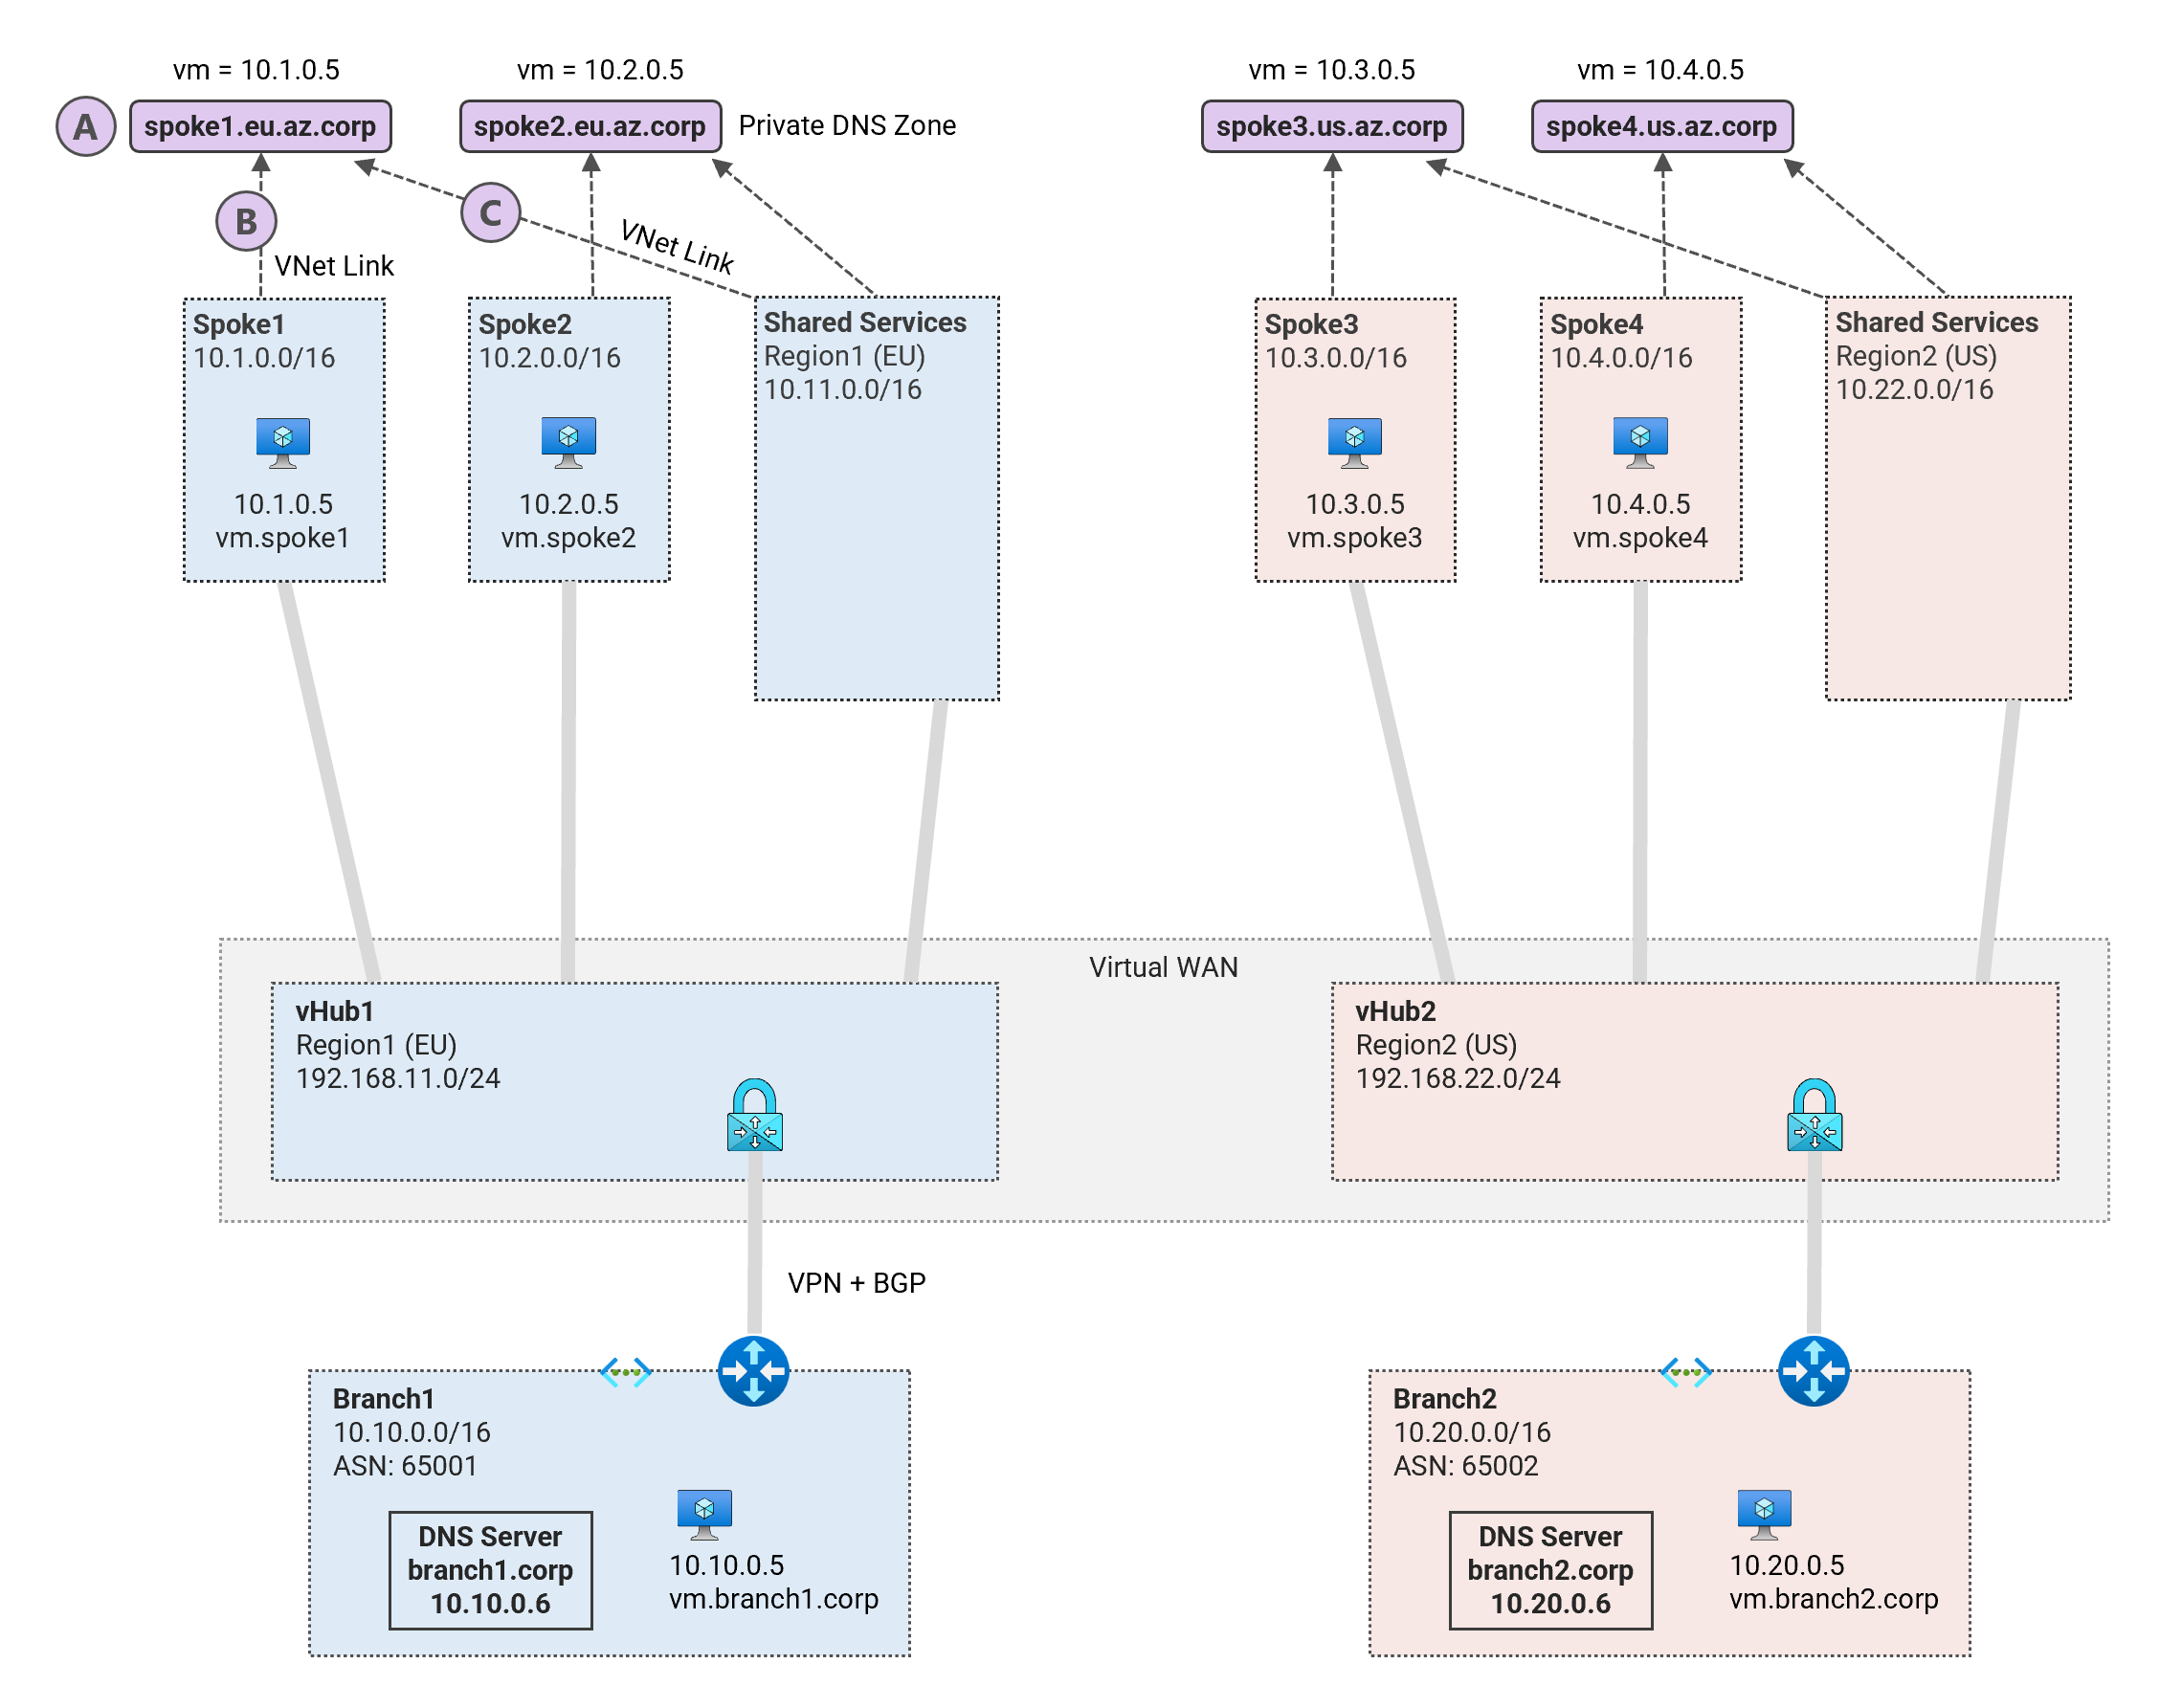 vm = 10.1.0.5
vm = 10.2.0.5
vm = 10.3.0.5
vm = 10.4.0.5
A
spoke1.eu.az.corp
spoke2.eu.az.corp
Private DNS Zone
spoke3.us.az.corp
spoke4.us.az.corp
B
C
VNet Link
VNet Link
Spoke1
10.1.0.0/16
10.1.0.5
vm.spoke1
Spoke2
10.2.0.0/16
10.2.0.5
vm.spoke2
Shared Services
Region1 (EU)
10.11.0.0/16
Spoke3
10.3.0.0/16
10.3.0.5
vm.spoke3
Spoke4
10.4.0.0/16
10.4.0.5
vm.spoke4
Shared Services
Region2 (US)
10.22.0.0/16
Virtual WAN
vHub1
Region1 (EU)
192.168.11.0/24
vHub2
Region2 (US)
192.168.22.0/24
VPN + BGP
Branch1
10.10.0.0/16
ASN: 65001
DNS Server
branch1.corp
10.10.0.6
10.10.0.5
vm.branch1.corp
Branch2
10.20.0.0/16
ASN: 65002
DNS Server
branch2.corp
10.20.0.6
10.20.0.5
vm.branch2.corp